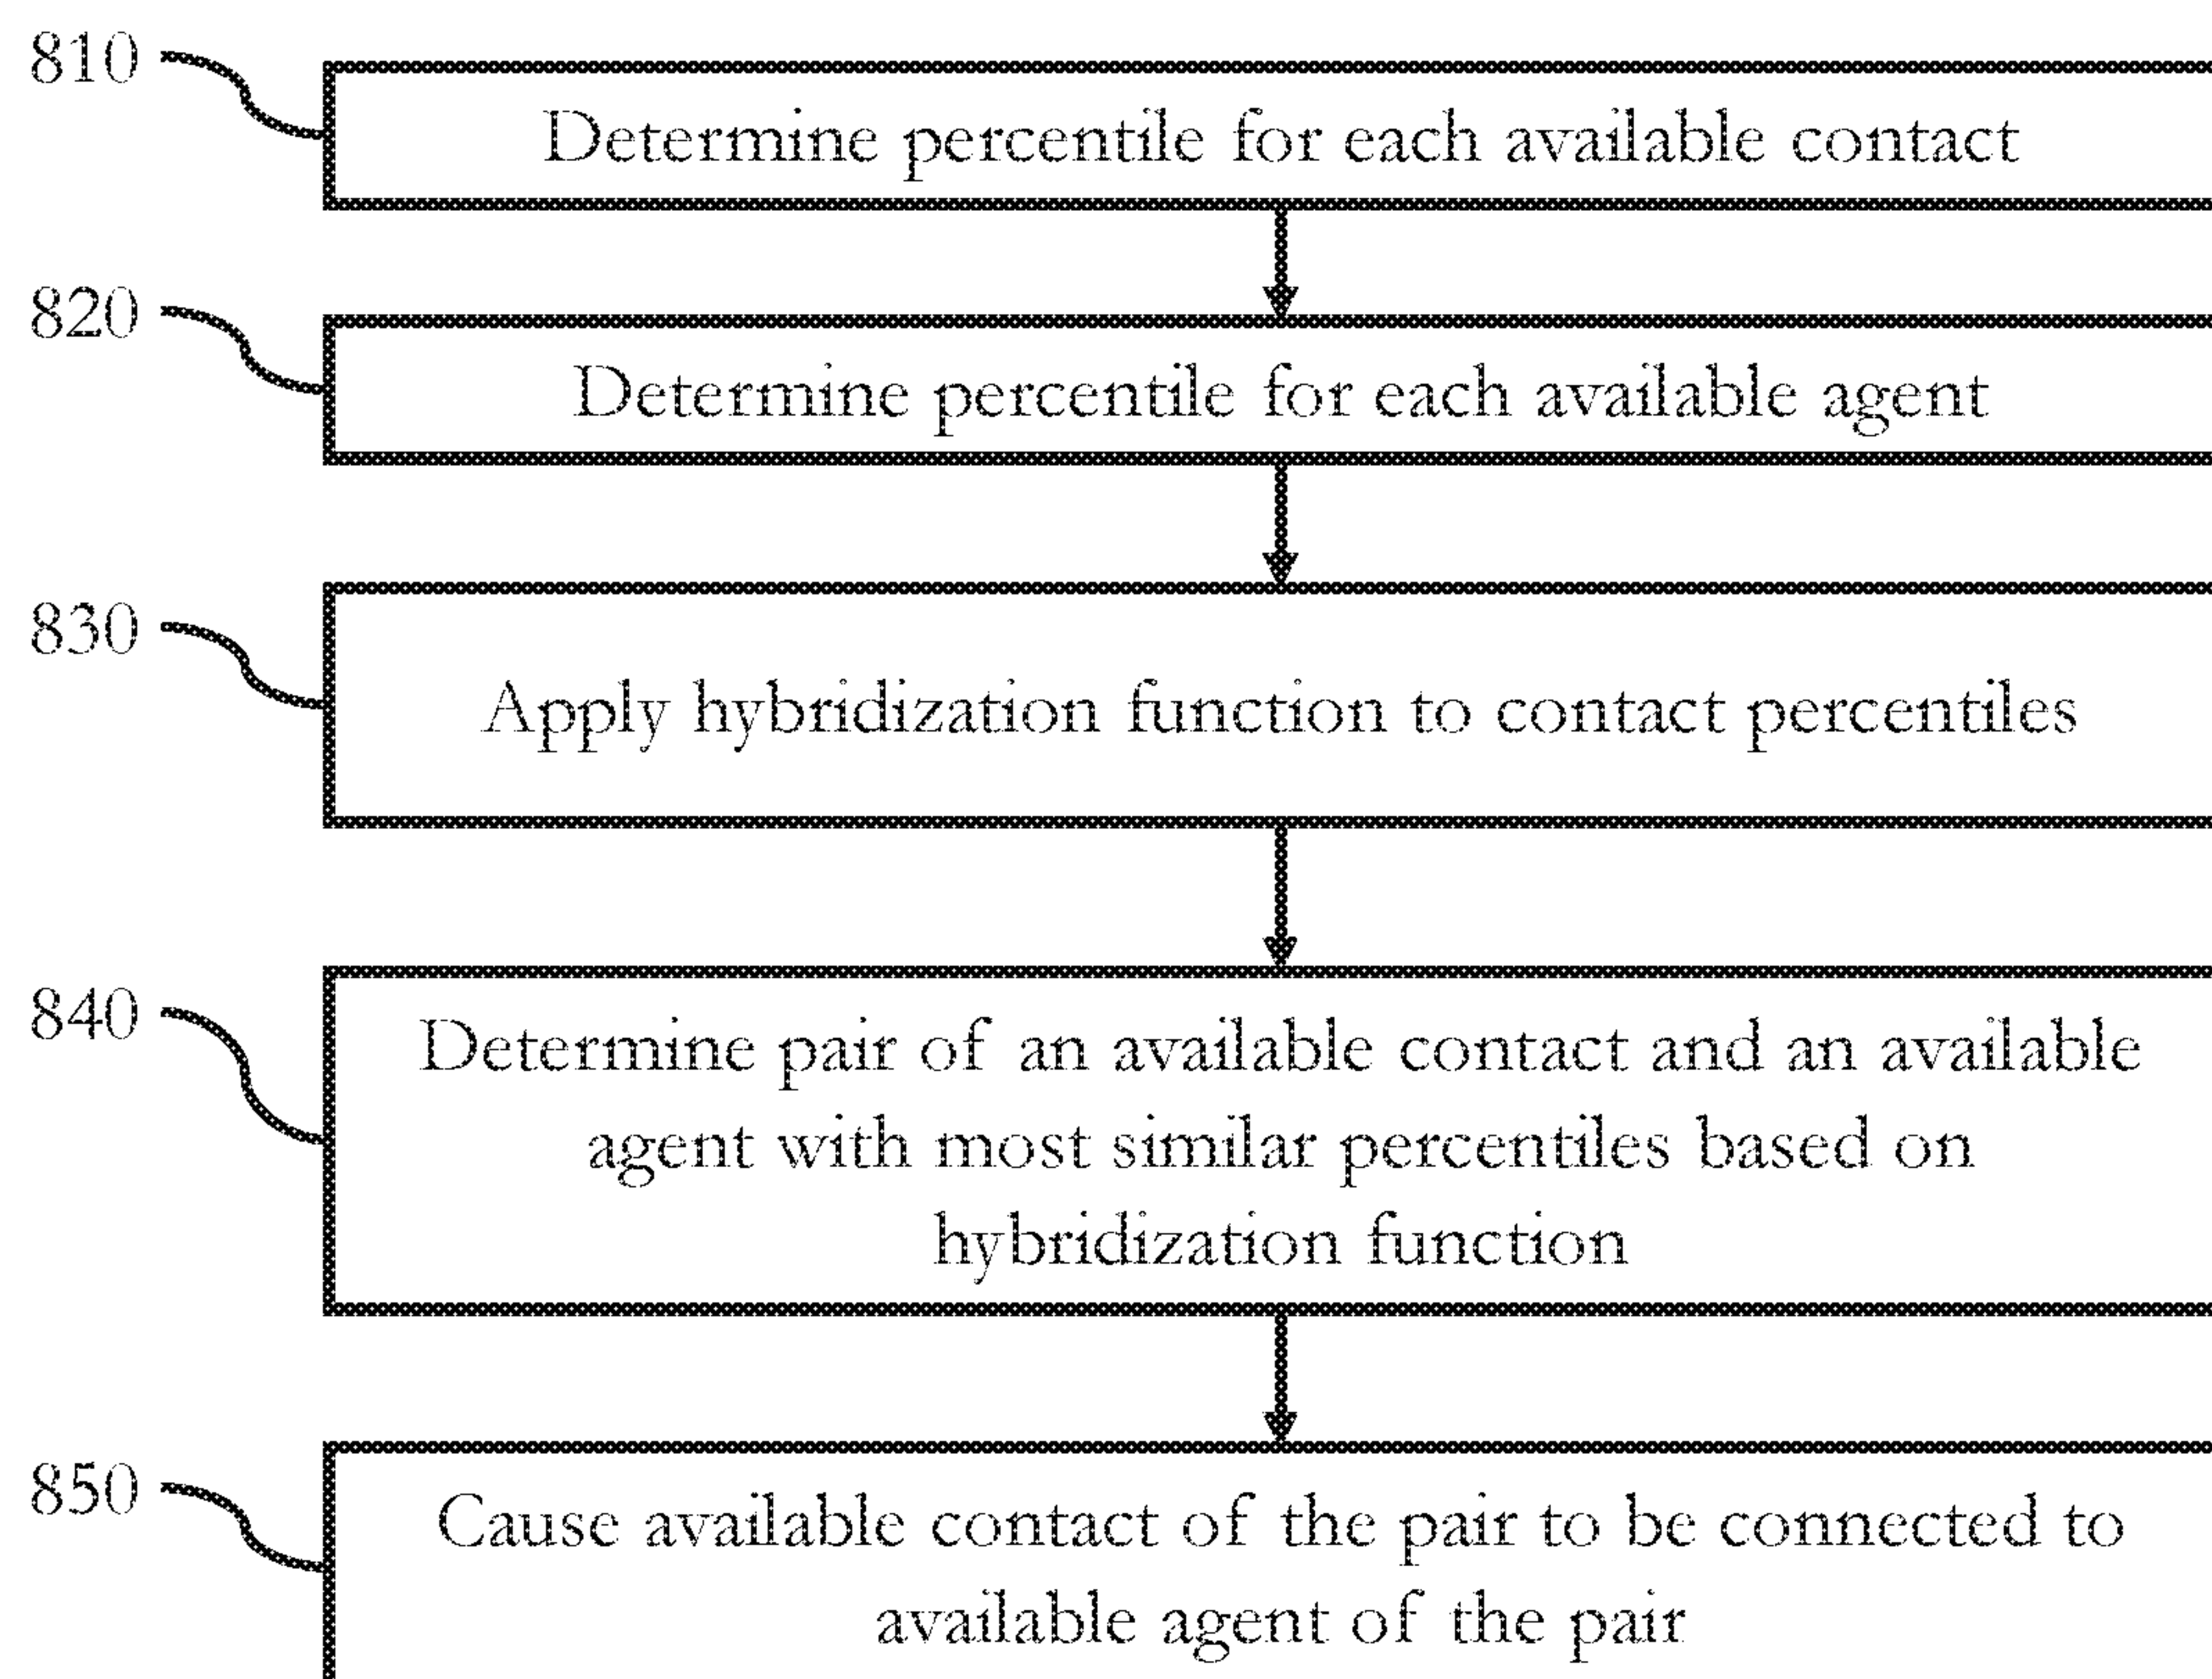 810
Determine percentile for each available contact
820
Determine percentile for each available agent
830
Apply hybridization function to contact percentiles
840
Determine pair of an available contact and an available
agent with most similar percentiles based on
hybridization function
850
Cause available contact of the pair to be connected to
available agent of the pair